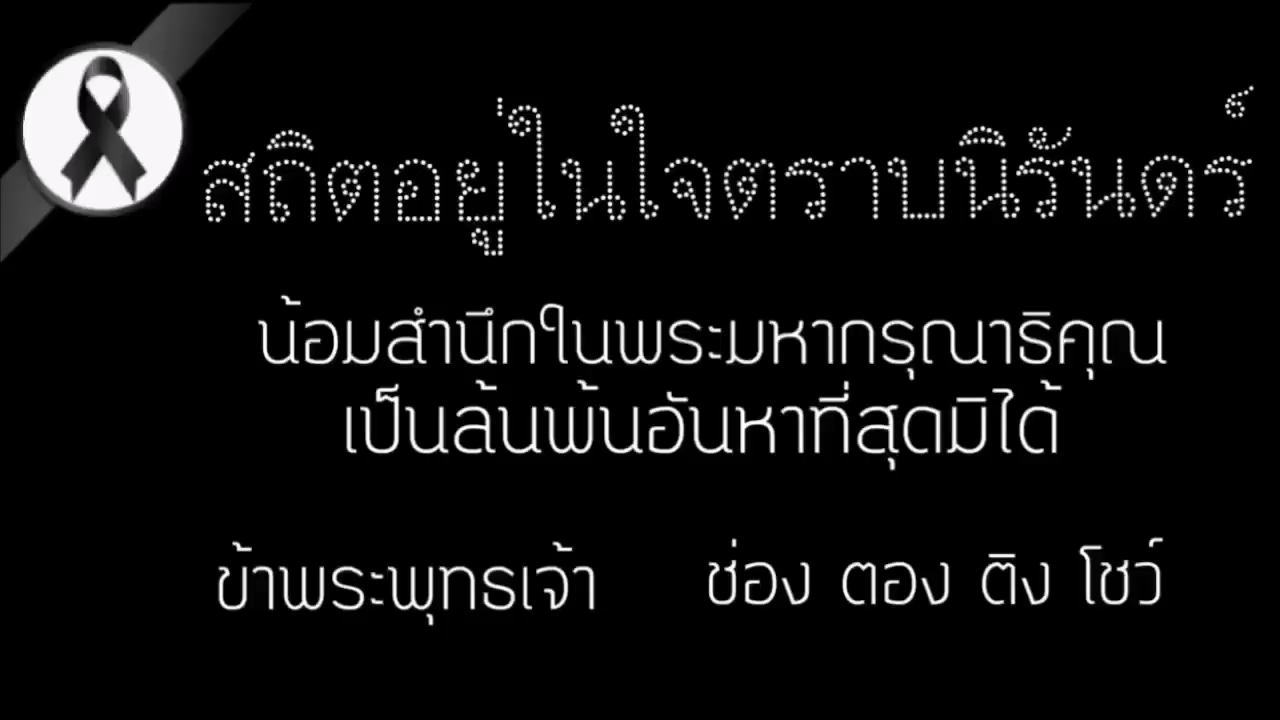 สถิตอยู่ในใจตราบนิรันดร์
น้อมสำนึกในพระมหากรุณาธิคุณ
เป็นล้นพ้นอันหาที่สุดมิได้
ข้าพระพุทธเจ้า ช่อง ตอง ติง โชว์